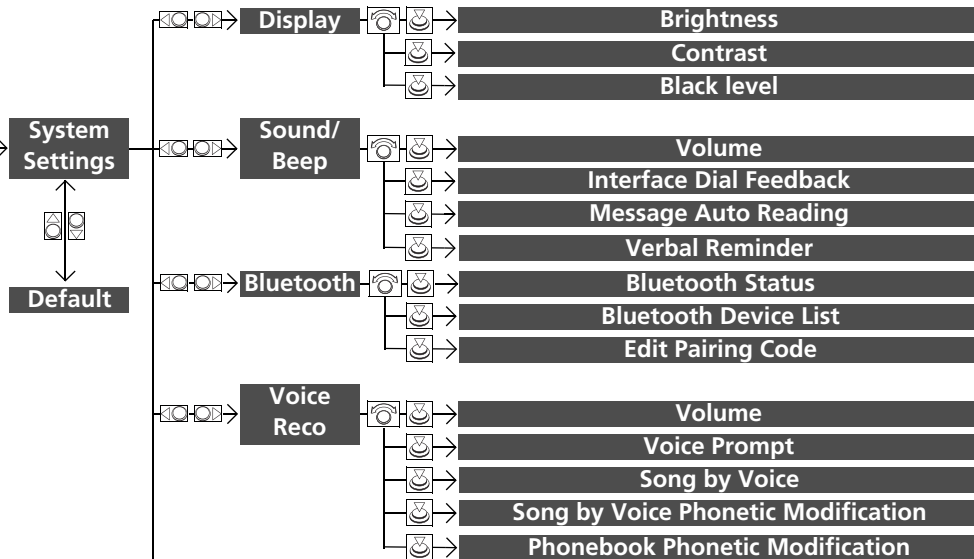 Display
Brightness
Contrast
Black level
System
Settings
Default
Sound/
Beep
Volume
Interface Dial Feedback
Message Auto Reading
Verbal Reminder
Bluetooth
Bluetooth Status
Bluetooth Device List
Edit Pairing Code
Voice
Reco
Volume
Voice Prompt
Song by Voice
Song by Voice Phonetic Modification
Phonebook Phonetic Modification